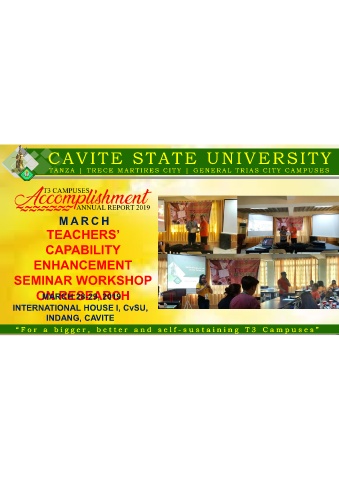 CAVITE STATE UNIVERSITY
TANZA | TRECE MARTIRES CITY | GENERAL TRIAS CITY CAMPUSES
T3 CAMPUSES
Accomplishment
ANNUAL REPORT 2019
MARCH
TEACHERS’
CAPABILITY
ENHANCEMENT
SEMINAR WORKSHOP
ON RESEARCH
MARCH 2019
INTERNATIONAL HOUSE I, CvSU,
INDANG, CAVITE
"For a bigger, better and self-sustaining T3 Campuses"